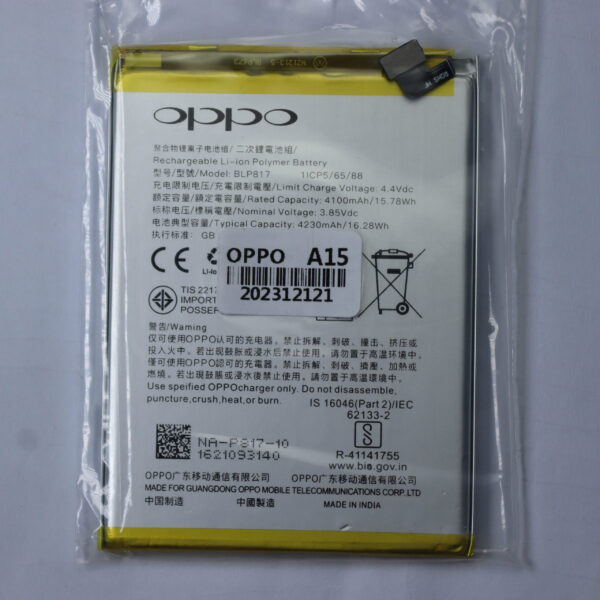 oppo
聚合物锂离子电池组/二次鋰電池組/
Rechargeable Li-ion Polymer Battery
型号/型號/Model: BLP817 1ICP5/65/88
充电限制电压/充電限制電壓/Limit Charge Voltage: 4.4Vdc
额定容量/額定容量/Rated Capacity: 4100mAh/15.78Wh
标称电压/標稱電壓/Nominal Voltage: 3.85Vdc
电池典型容量/Typical Capacity: 4230mAh/16.28Wh
执行标准: GB
CE
OPPO A15
202312121
TIS 2217
IMPORT
POSSEF
警告/Warning
仅可使用OPPO认可的充电器。禁止拆解、刺破、撞击、挤压或
投入火中。若出现鼓胀或浸水后禁止使用、请勿置于高温环境中。
僅可使用OPPO認可的充電器。禁止拆解、刺破、擠壓、加熱或
燃燒。若出現鼓脹或浸水後禁止使用、請勿置于高溫環境中。
Use specified OPPOcharger only. Do not disassemble,
puncture,crush,heat,or burn.
IS 16046(Part 2)/IEC
62133-2
NA-P817-10
1621093140
R-41141755
www.bis.gov.in
OPPO广东移动通信有限公司 OPPO廣东移動通信有限公司
MADE FOR GUANGDONG OPPO MOBILE TELECOMMUNICATIONS CORP.,LTD
中国制造 中國製造 MADE IN INDIA